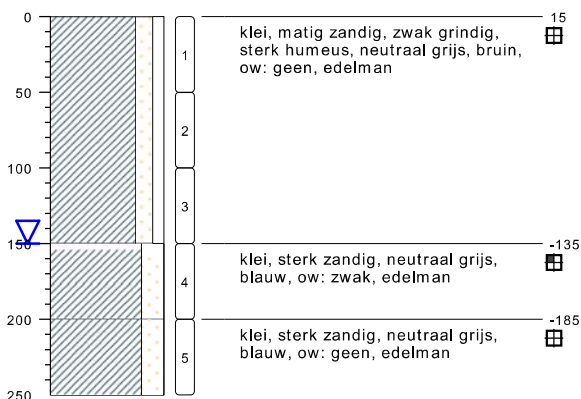 0
15
klei, matig zandig, zwak grindig,
sterk humeus, neutraal grijs, bruin,
ow: geen, edelman
1
50
2
100
3
150
-135
klei, sterk zandig, neutraal grijs,
blauw, ow: zwak, edelman
4
200
-185
klei, sterk zandig, neutraal grijs,
blauw, ow: geen, edelman
5
250